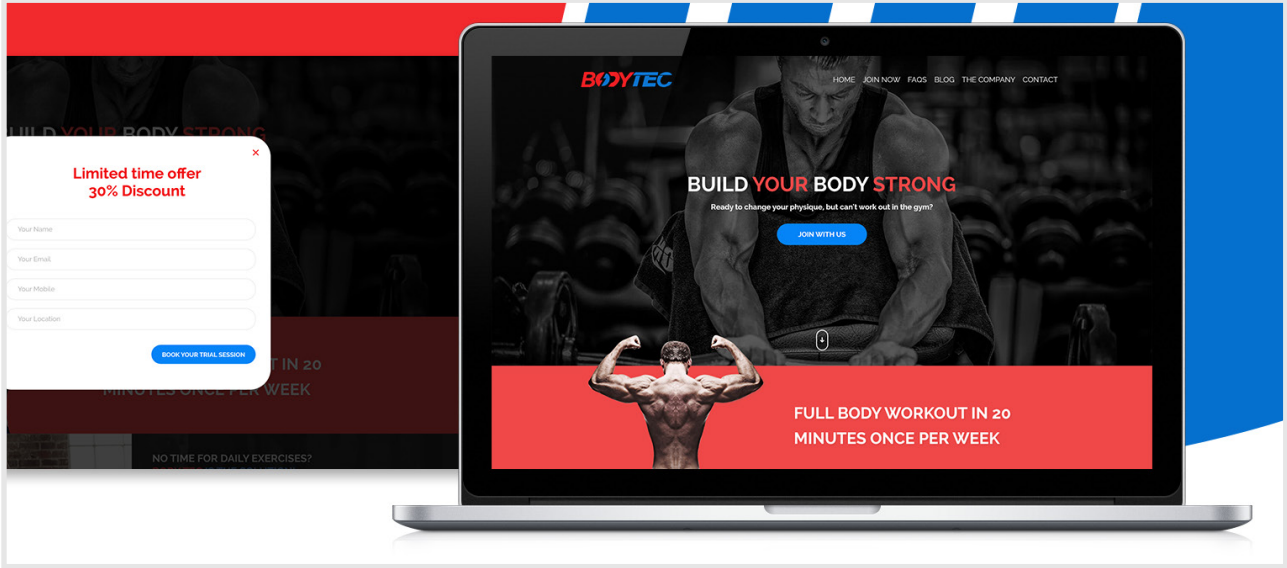 BUILD YOUR BODY STRONG
Limited time offer
30% Discount
Your Name
Your Email
Your Mobile
Your Location
BOOK YOUR TRIAL SESSION
T IN 20
MINUTES ONCE PER WEEK
NO TIME FOR DAILY EXERCISES?
BODYTEC
HOME JOIN NOW FAQS BLOG THE COMPANY CONTACT
BUILD YOUR BODY STRONG
Ready to change your physique, but can't work out in the gym?
JOIN WITH US
FULL BODY WORKOUT IN 20
MINUTES ONCE PER WEEK